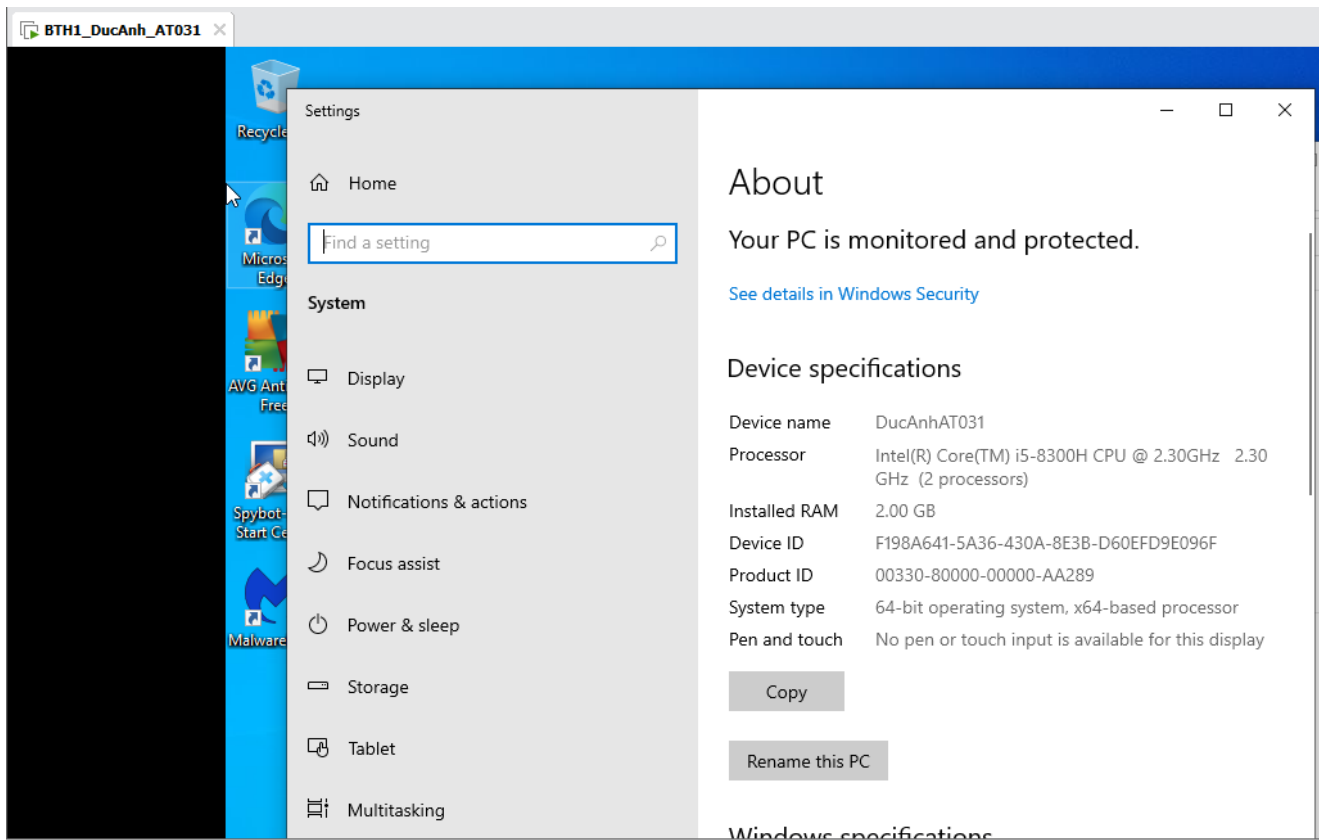 BTH1_DucAnh_AT031
Recycle
Micros
Edg
AVG Ant
Free
Spybot-
Start Ce
Malware
Settings
Home
Find a setting
System
Display
Sound
Notifications & actions
Focus assist
Power & sleep
Storage
Tablet
Multitasking
About
Your PC is monitored and protected.
See details in Windows Security
Device specifications
Device name DucAnhAT031
Processor Intel(R) Core(TM) i5-8300H CPU @ 2.30GHz 2.30
GHz (2 processors)
Installed RAM 2.00 GB
Device ID F198A641-5A36-430A-8E3B-D60EFD9E096F
Product ID 00330-80000-00000-AA289
System type 64-bit operating system, x64-based processor
Pen and touch No pen or touch input is available for this display
Copy
Rename this PC
Windows specifications